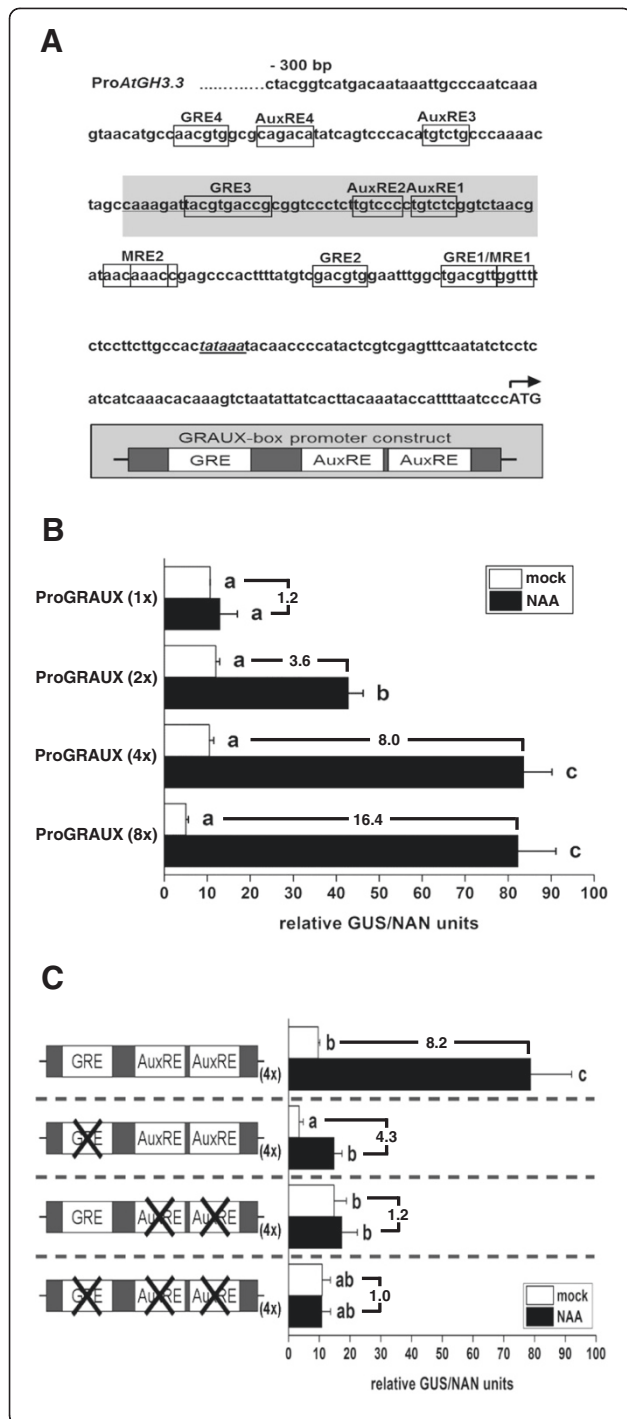 A
- 300 bp
ProAtGH3.3 ............ctacggtcatgacaataaattgcccaatcaaa
GRE4 AuxRE4 AuxRE3
gtaacatgccaacgtggcgcagacatatcagtcccacatgtctgcccaaaac
GRE3 AuxRE2AuxRE1
tagccaaagattacgtgaccgcggtccctcttgtcccctgtctcggtctaacg
MRE2 GRE2 GRE1/MRE1
ataacaaaccgagcccacttttatgtcgacgtggaatttggctgacgttggtttt
ctccttcttgccactataaatacaaccccatactcgtcgagtttcaatatctcctc
atcatcaaacacaaagtctaatattatcacttacaaataccattttaatcccATG
GRAUX-box promoter construct
GRE AuxRE AuxRE
B
mock
NAA
ProGRAUX (1x) a 1.2 a
ProGRAUX (2x) a 3.6 b
ProGRAUX (4x) a 8.0 c
ProGRAUX (8x) a 16.4 c
0 10 20 30 40 50 60 70 80 90 100
relative GUS/NAN units
C
GRE AuxRE AuxRE (4x) b 8.2 c
GRE AuxRE AuxRE (4x) a 4.3 b
GRE AuxRE AuxRE (4x) b 1.2 b
GRE AuxRE AuxRE (4x) ab 1.0 ab
mock
NAA
0 10 20 30 40 50 60 70 80 90 100
relative GUS/NAN units